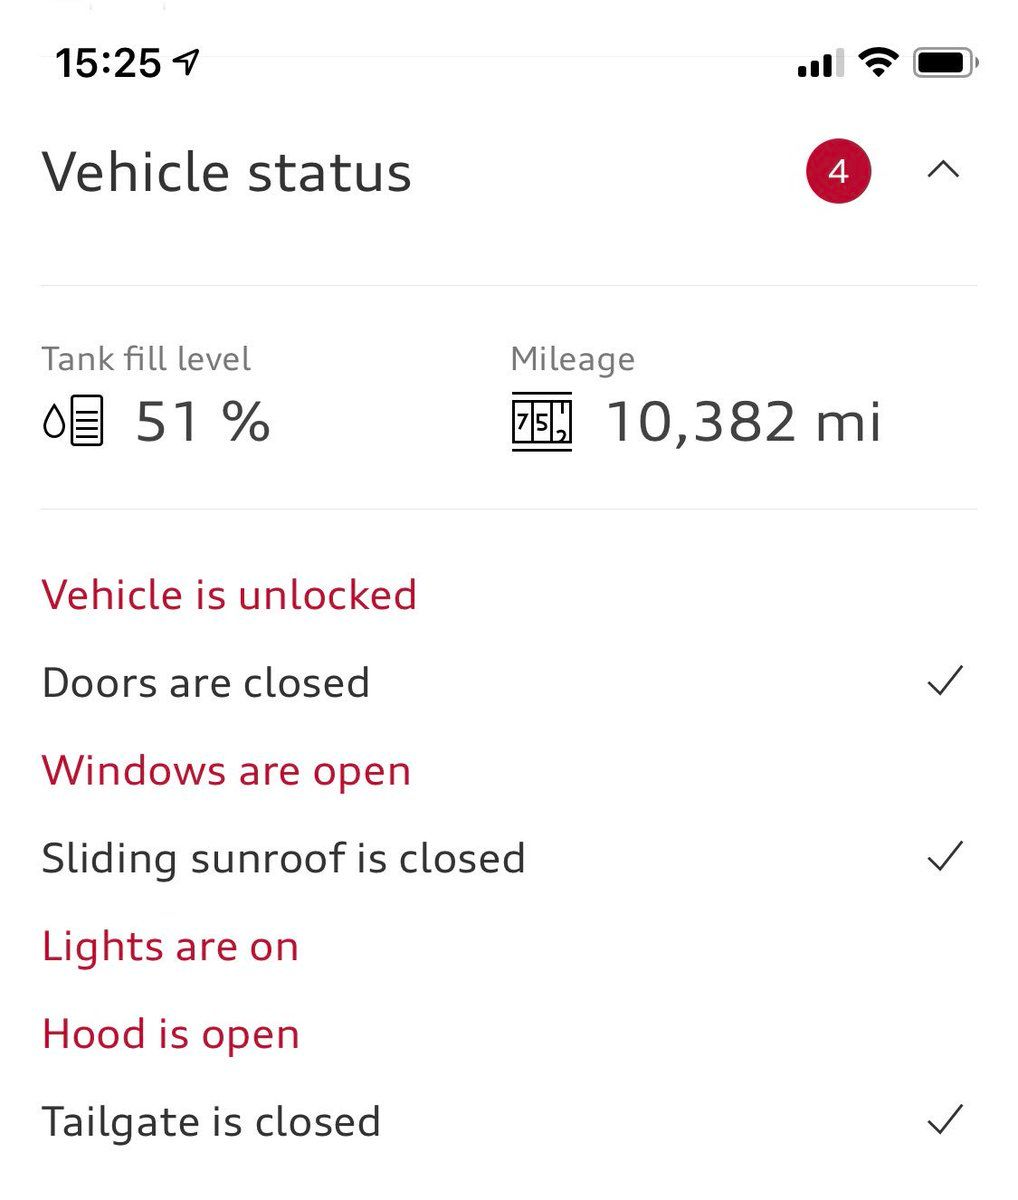 15:25
Vehicle status 4
Tank fill level Mileage
51 % 752 10,382 mi
Vehicle is unlocked
Doors are closed
Windows are open
Sliding sunroof is closed
Lights are on
Hood is open
Tailgate is closed